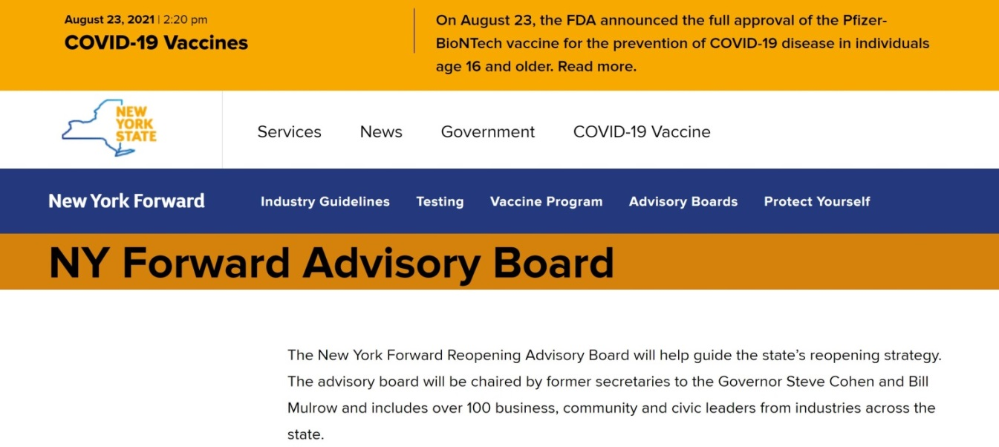 August 23, 2021 | 2:20 pm
COVID-19 Vaccines
On August 23, the FDA announced the full approval of the Pfizer-
BioNTech vaccine for the prevention of COVID-19 disease in individuals
age 16 and older. Read more.
NEW
YORK
STATE
Services News Government COVID-19 Vaccine
New York Forward Industry Guidelines Testing Vaccine Program Advisory Boards Protect Yourself
NY Forward Advisory Board
The New York Forward Reopening Advisory Board will help guide the state’s reopening strategy.
The advisory board will be chaired by former secretaries to the Governor Steve Cohen and Bill
Mulrow and includes over 100 business, community and civic leaders from industries across the
state.